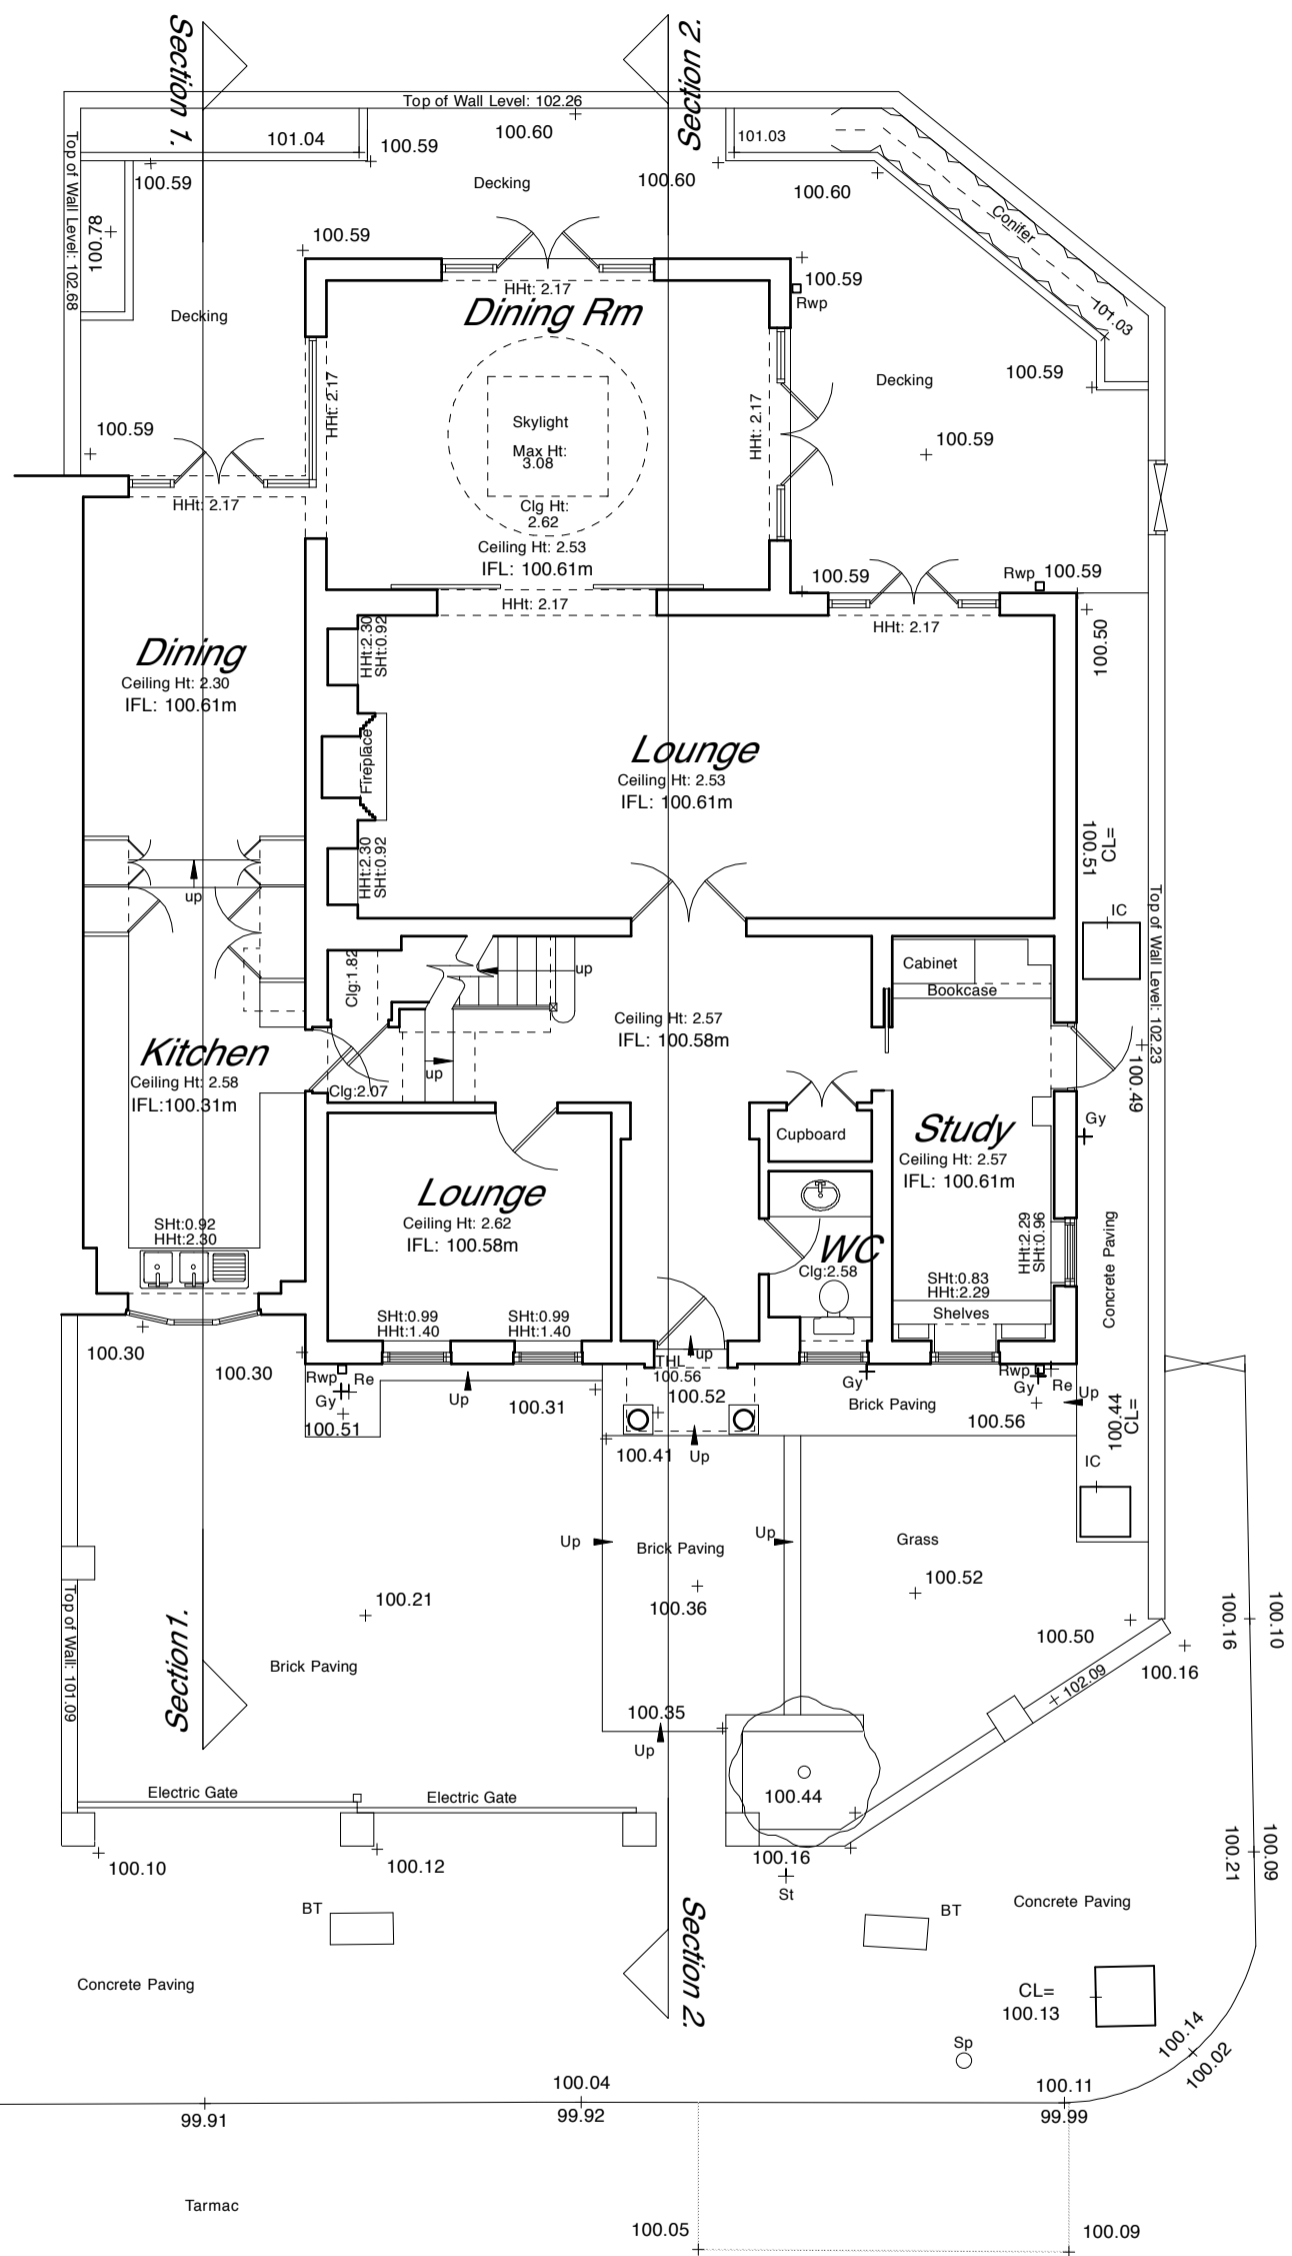 Section 1.
Section 2.
Top of Wall Level: 102.26
Top of Wall Level: 102.68
101.04
100.59
100.60
101.03
100.59
Decking
100.60
100.60
Conifer
100.78
100.59
100.59
Rwp
HHt: 2.17
Dining Rm
101.03
Decking
HHt: 2.17
Decking
100.59
HHt: 2.17
Skylight
Max Ht:
3.08
100.59
100.59
HHt: 2.17
Clg Ht:
2.62
Ceiling Ht: 2.53
IFL: 100.61m
HHt: 2.17
100.59
Rwp
100.59
HHt: 2.17
100.50
HHt:2.30
SHt:0.92
Dining
Ceiling Ht: 2.30
IFL: 100.61m
Fireplace
Lounge
Ceiling Ht: 2.53
IFL: 100.61m
HHt:2.30
SHt:0.92
CL=
100.51
up
IC
Top of Wall Level: 102.23
Clg:1.82
up
Cabinet
Bookcase
Ceiling Ht: 2.57
IFL: 100.58m
Kitchen
Ceiling Ht: 2.58
IFL:100.31m
up
Clg:2.07
100.49
Gy
Cupboard
Study
Ceiling Ht: 2.57
IFL: 100.61m
Lounge
Ceiling Ht: 2.62
IFL: 100.58m
SHt:0.92
HHt:2.30
WC
Clg:2.58
HHt:2.29
SHt:0.96
Concrete Paving
SHt:0.83
HHt:2.29
Shelves
SHt:0.99
HHt:1.40
SHt:0.99
HHt:1.40
100.30
100.30
Rwp
Re
Gy
100.51
Up
100.31
THL
100.56
up
100.52
Gy
Brick Paving
Rwp
Re
Gy
Up
100.56
CL=
100.44
100.41
Up
IC
Up
Brick Paving
Up
Grass
100.21
100.36
100.52
Top of Wall: 101.09
Section1.
Brick Paving
100.50
100.16
100.16
100.10
102.09
100.35
Up
Electric Gate
Electric Gate
100.44
100.10
100.12
100.16
St
100.21
100.09
BT
BT
Concrete Paving
Section 2.
Concrete Paving
CL=
100.13
Sp
100.14
100.02
100.04
100.11
99.91
99.92
99.99
Tarmac
100.05
100.09